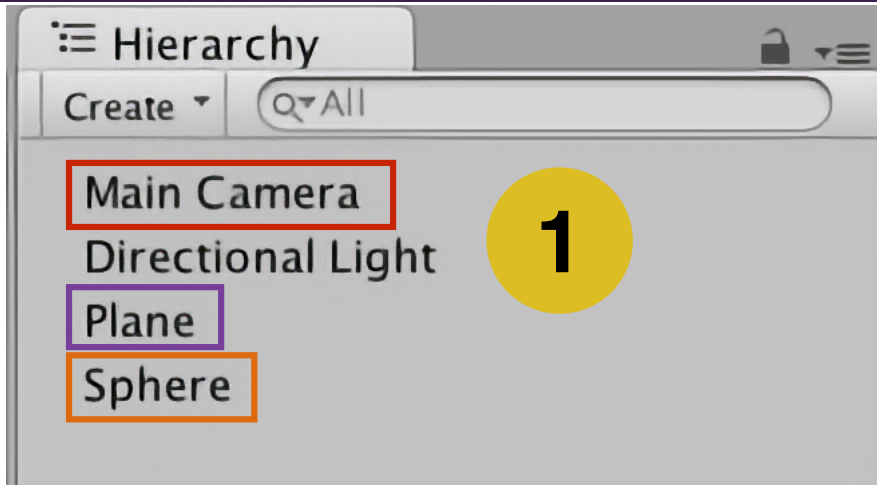 Hierarchy
Create All
Main Camera
1
Directional Light
Plane
Sphere